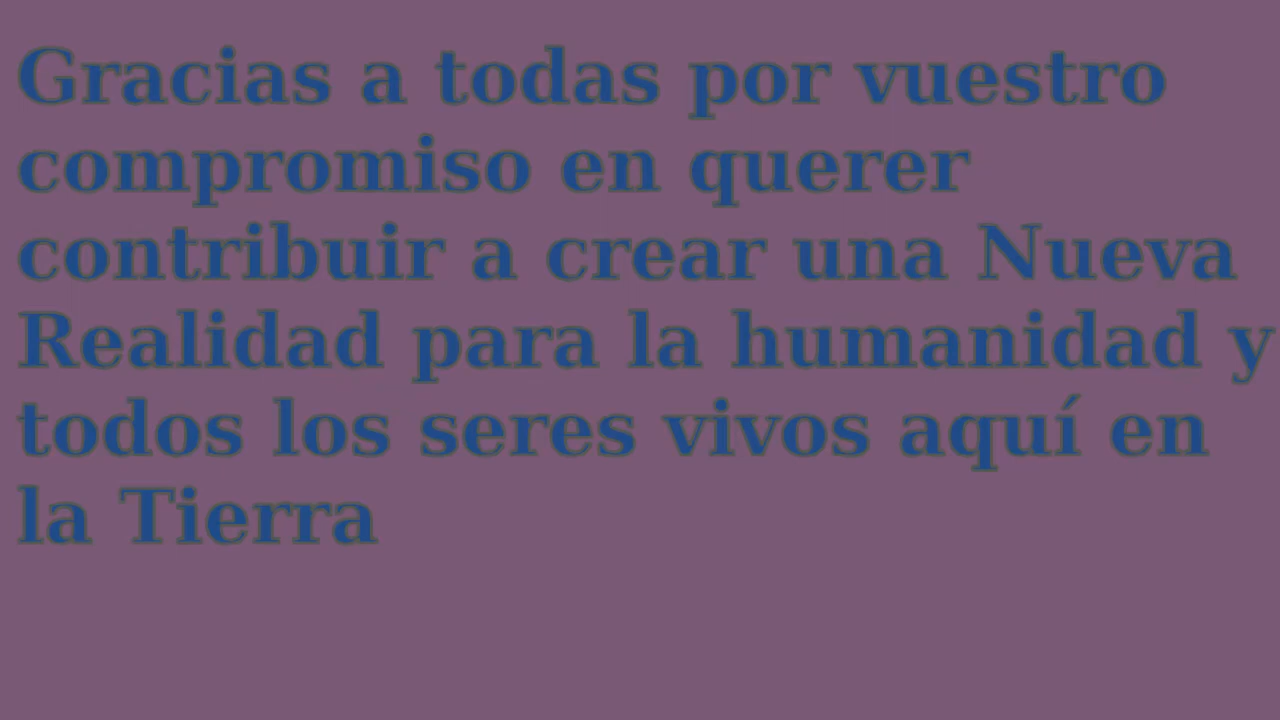 Gracias a todas por vuestro
compromiso en querer
contribuir a crear una Nueva
Realidad para la humanidad y
todos los seres vivos aquí en
la Tierra